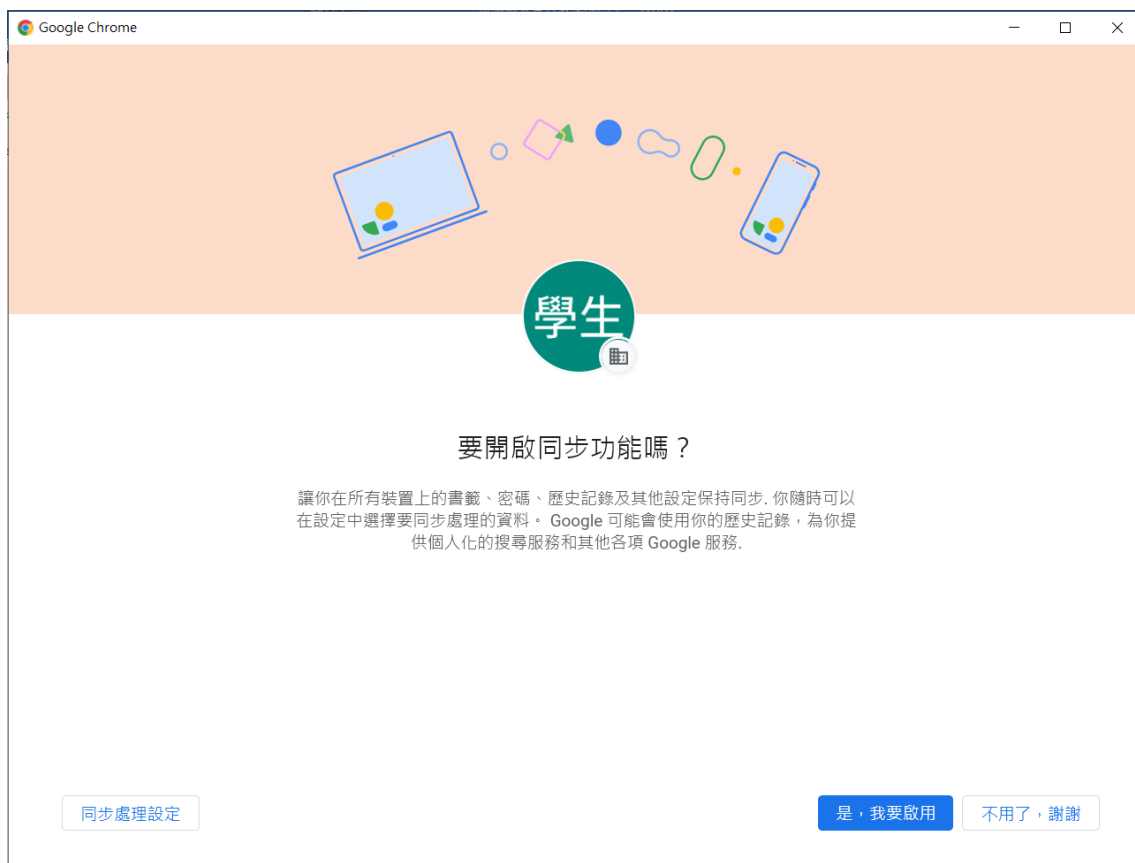 Google Chrome
學生
要開啟同步功能嗎？
讓你在所有裝置上的書籤、密碼、歷史記錄及其他設定保持同步. 你隨時可以
在設定中選擇要同步處理的資料。 Google 可能會使用你的歷史記錄，為你提
供個人化的搜尋服務和其他各項 Google 服務.
同步處理設定
是，我要啟用
不用了，謝謝